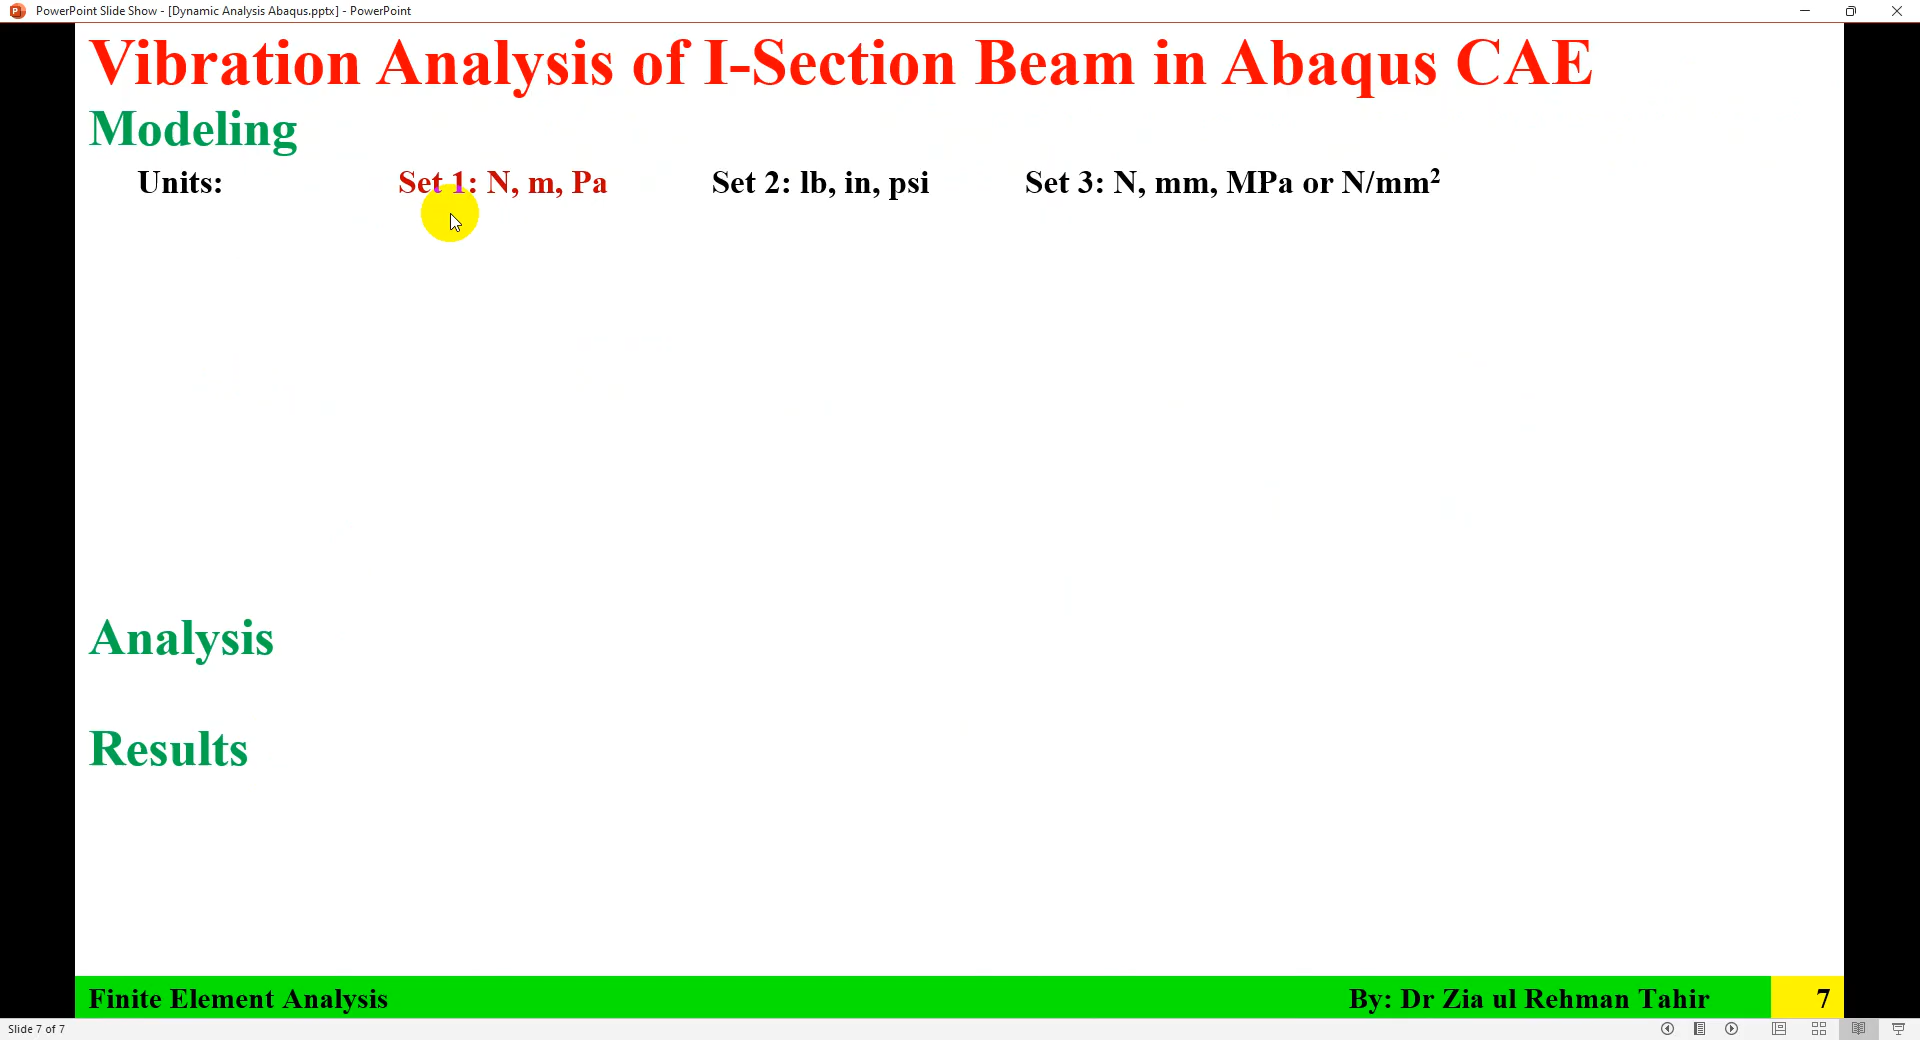 PowerPoint Slide Show - [Dynamic Analysis Abaqus.pptx] - PowerPoint
Vibration Analysis of I-Section Beam in Abaqus CAE
Modeling
Units: Set 1: N, m, Pa Set 2: lb, in, psi Set 3: N, mm, MPa or N/mm²
Analysis
Results
Finite Element Analysis By: Dr Zia ul Rehman Tahir 7
Slide 7 of 7